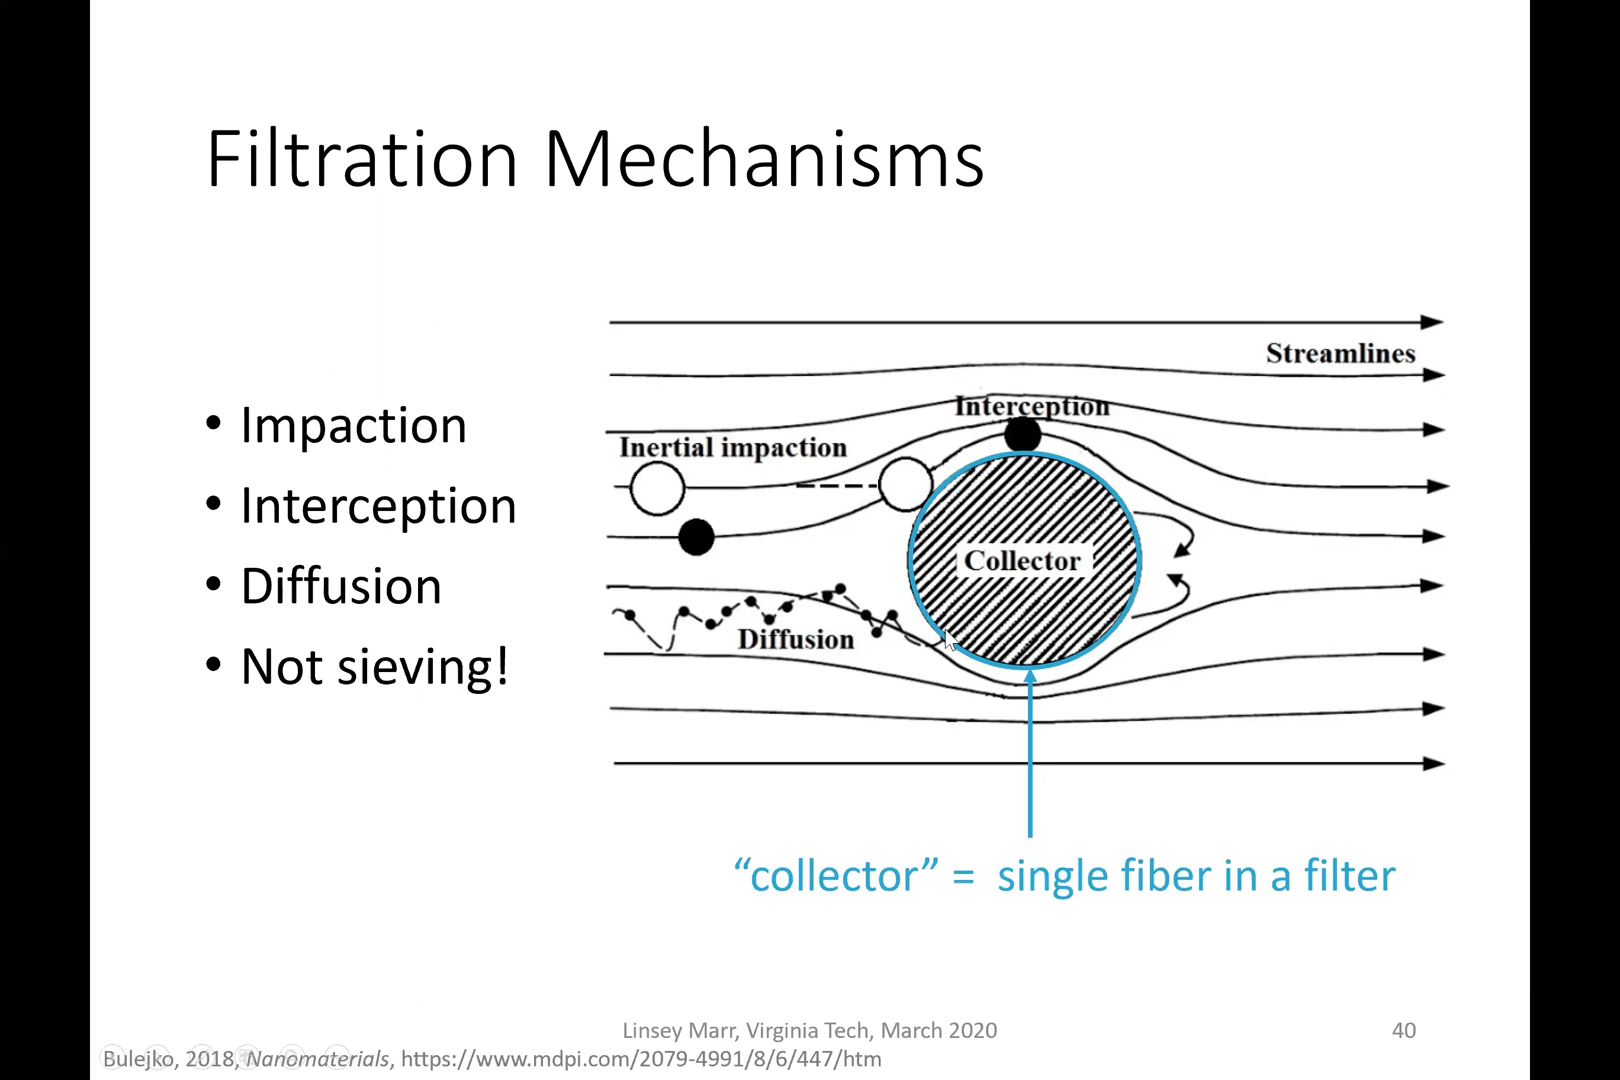 Filtration Mechanisms
• Impaction
• Interception
• Diffusion
• Not sieving!
Streamlines
Interception
Inertial impaction
Collector
Diffusion
“collector” = single fiber in a filter
Linsey Marr, Virginia Tech, March 2020
40
Bulejko, 2018, Nanomaterials, https://www.mdpi.com/2079-4991/8/6/447/htm